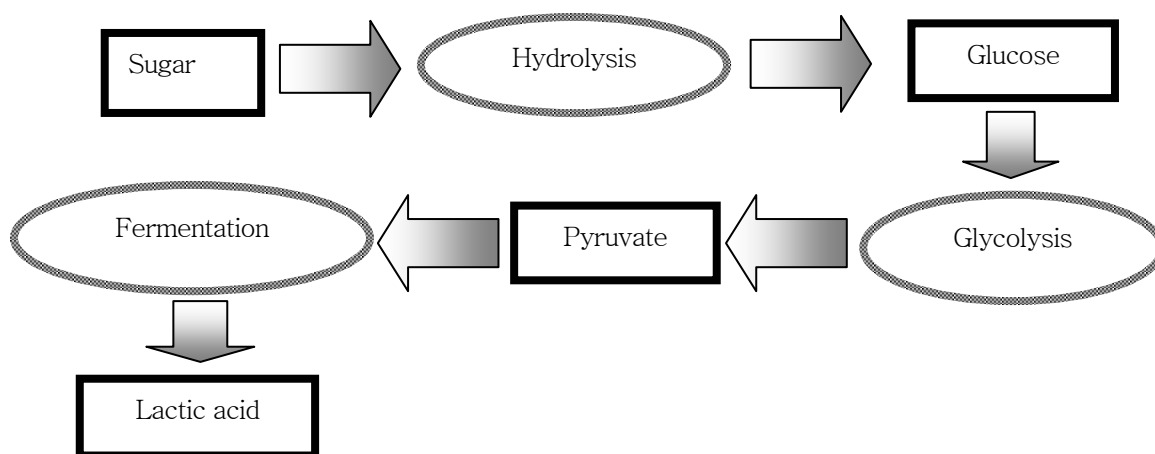 Sugar
Hydrolysis
Glucose
Glycolysis
Pyruvate
Fermentation
Lactic acid